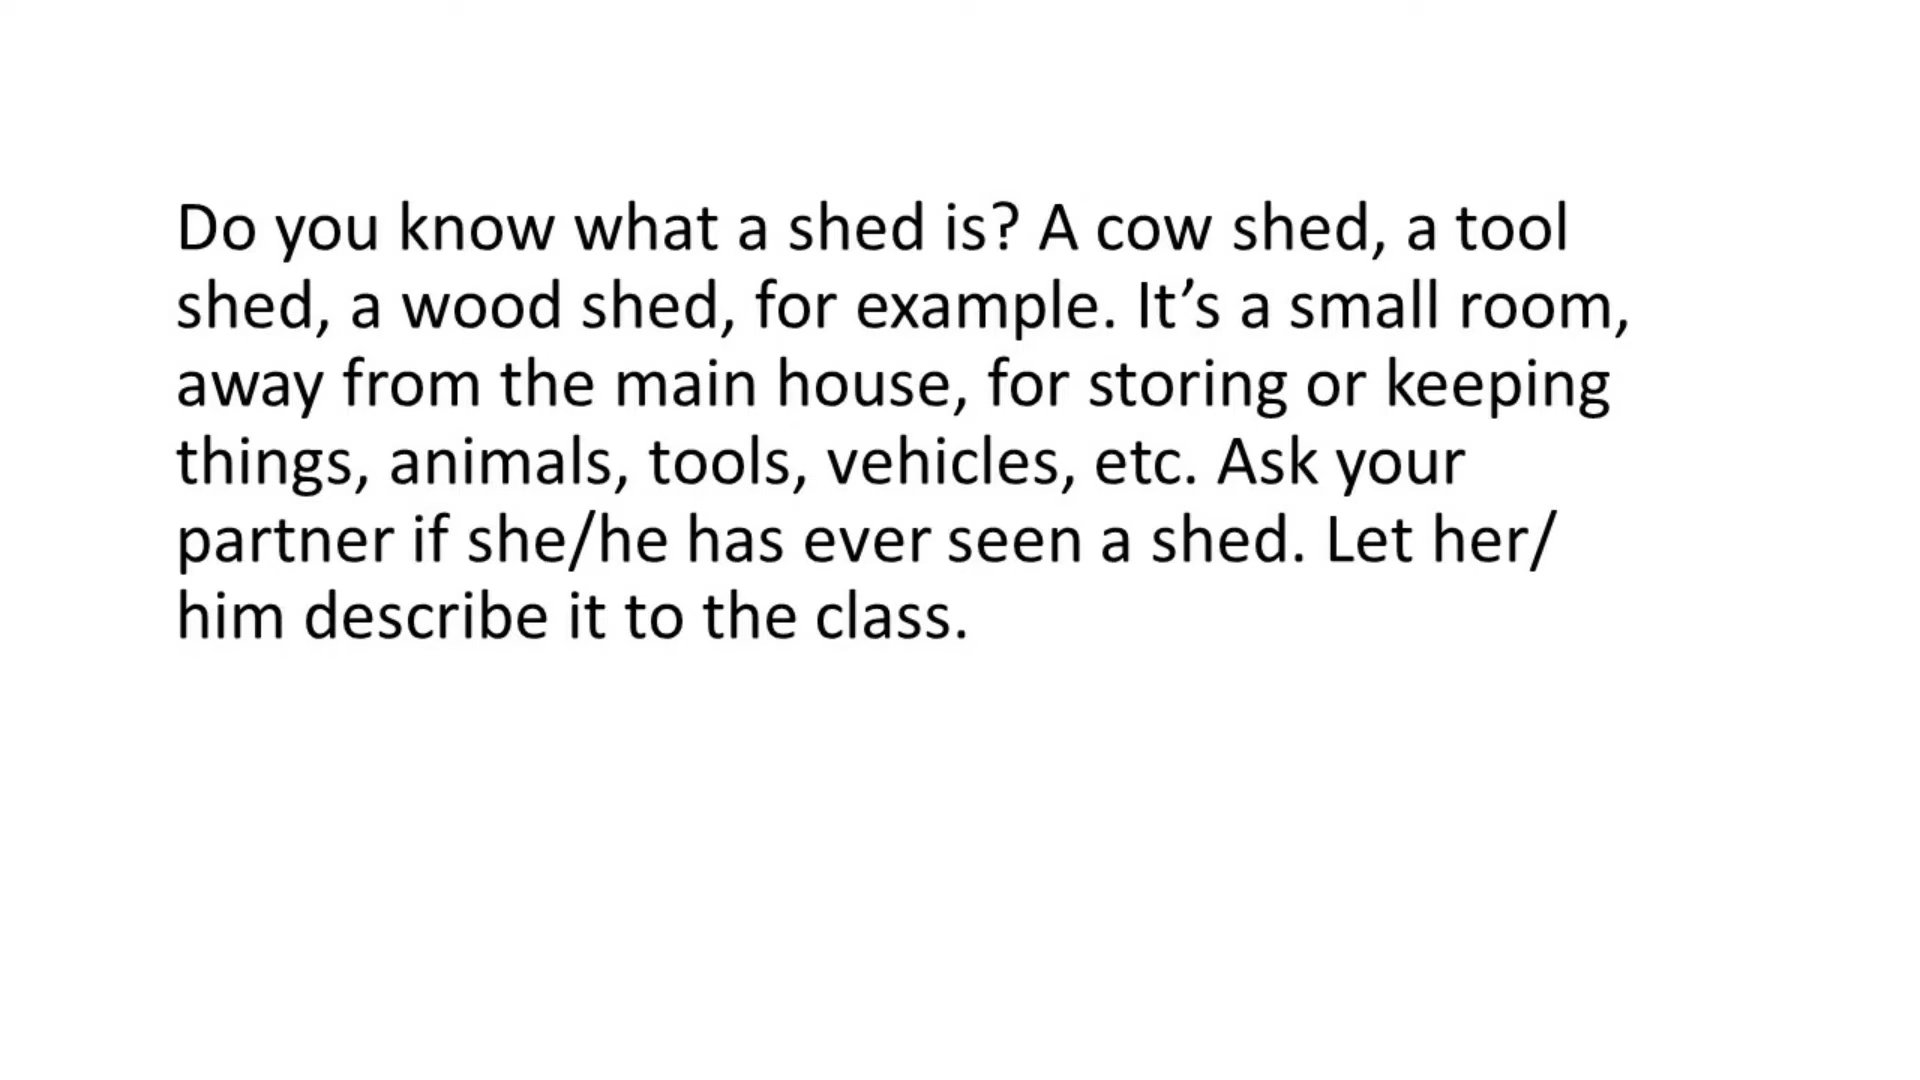 Do you know what a shed is? A cow shed, a tool
shed, a wood shed, for example. It’s a small room,
away from the main house, for storing or keeping
things, animals, tools, vehicles, etc. Ask your
partner if she/he has ever seen a shed. Let her/
him describe it to the class.